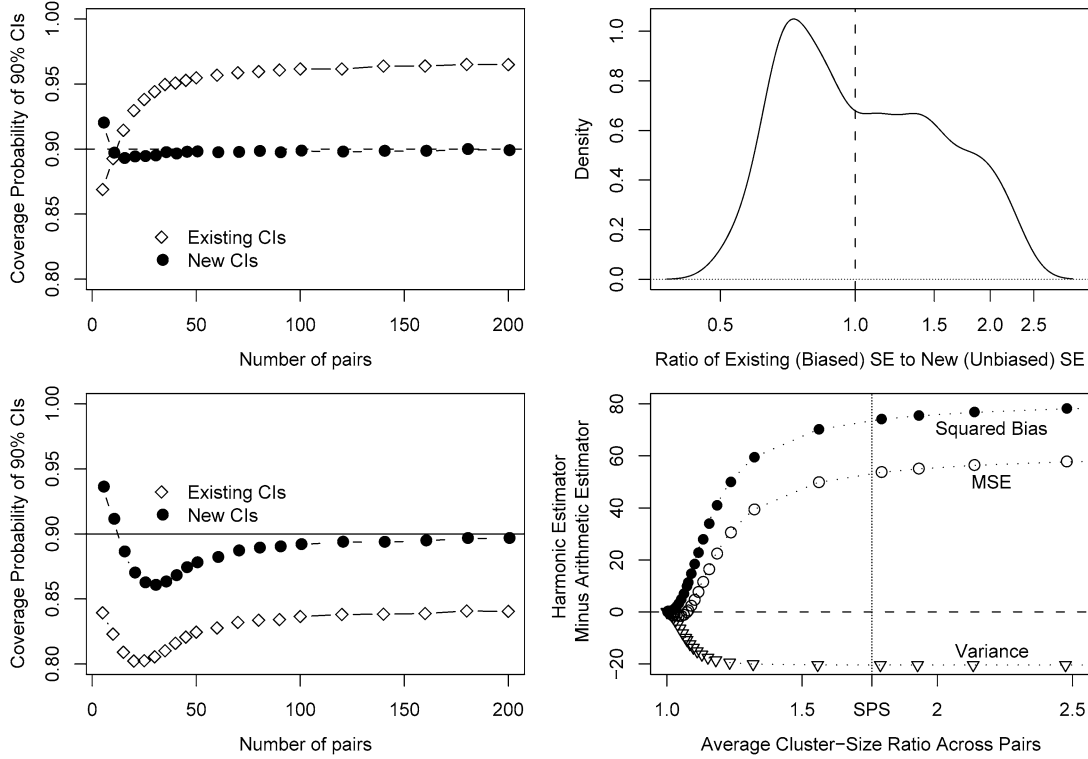 Coverage Probability of 90% CIs
1.00
0.95
0.90
0.85
0.80
Existing CIs
New CIs
0 50 100 150 200
Number of pairs
Density
1.0
0.8
0.6
0.4
0.2
0.0
0.5 1.0 1.5 2.0 2.5
Ratio of Existing (Biased) SE to New (Unbiased) SE
Coverage Probability of 90% CIs
1.00
0.95
0.90
0.85
0.80
Existing CIs
New CIs
0 50 100 150 200
Number of pairs
Harmonic Estimator
Minus Arithmetic Estimator
80
60
40
20
0
−20
Squared Bias
MSE
Variance
1.0 1.5 SPS 2 2.5
Average Cluster−Size Ratio Across Pairs